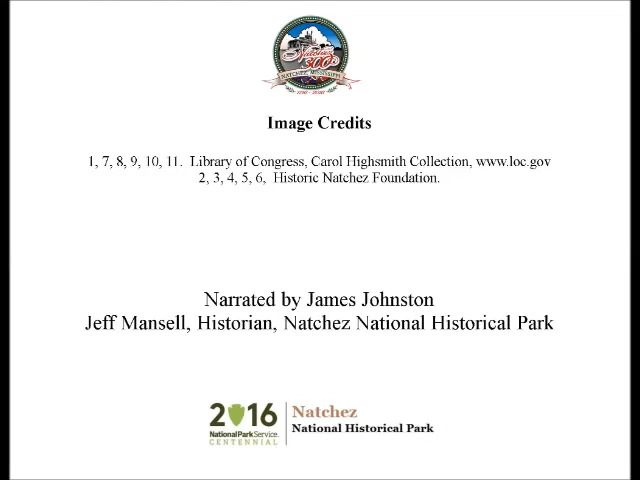 Natchez
300
NATCHEZ, MISSISSIPPI
1716 - 2016
Image Credits
1, 7, 8, 9, 10, 11. Library of Congress, Carol Highsmith Collection, www.loc.gov
2, 3, 4, 5, 6, Historic Natchez Foundation.
Narrated by James Johnston
Jeff Mansell, Historian, Natchez National Historical Park
2016
National Park Service
CENTENNIAL
Natchez
National Historical Park